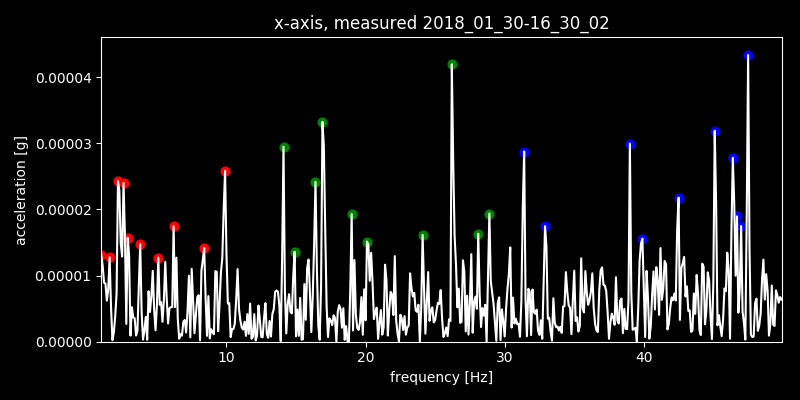 x-axis, measured 2018_01_30-16_30_02
acceleration [g]
0.00004
0.00003
0.00002
0.00001
0.00000
10 20 30 40
frequency [Hz]